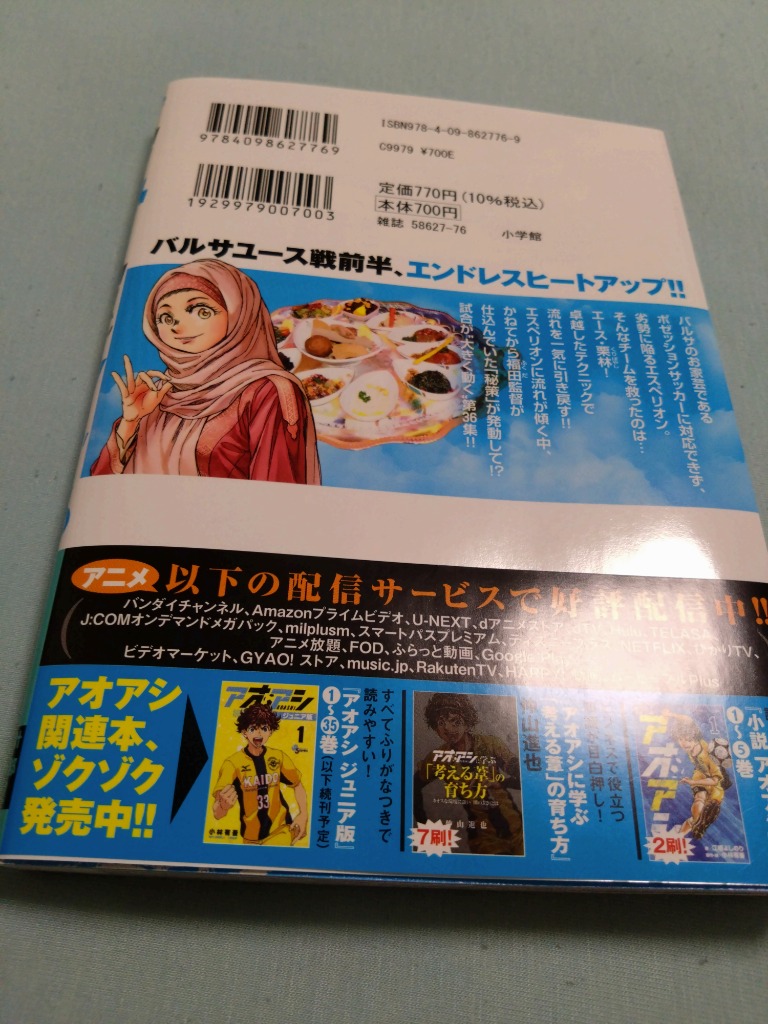 9784098627769
ISBN978-4-09-862776-9
C9979 ¥700E
1929979007003
定価770円(10%税込)
本体700円
雑誌 58627-76
小学館
バルサユース戦前半、エンドレスヒートアップ!!
バルサのお家芸である
ポゼッションサッカーに対応できず、
劣勢に陥るエスペリオン。
そんなチームを救ったのは…
エース・栗林!
卓越したテクニックで
流れを一気に引き戻す!!
エスペリオンに流れが傾く中、
かねてから福田監督が
仕込んでいた「秘策」が発動して!?
試合が大きく動く、第36集!!
アニメ
以下の配信サービスで好評配信中!!
バンダイチャンネル、Amazonプライムビデオ、U-NEXT、dアニメストア、
J:COMオンデマンドメガパック、milplusm、スマートパスプレミアム、
アニメ放題、FOD、ふらっと動画、
NETFLIX、ひかりTV、
ビデオマーケット、GYAO! ストア、music.jp、RakutenTV、
アオアシ
関連本、
ゾクゾク
発売中!!
アオアシ
ジュニア版
1
KAIDO
33
小林有吾
すべてふりがなつきで
読みやすい!
『アオアシ ジュニア版』
1〜35巻(以下続刊予定)
アオアシに学ぶ
「考える葦」の
育ち方
7刷!
アオアシに学ぶ
「考える葦」の育ち方』
山進也
で役立つ
目白押し!
アオアシ
1
2刷!
『小説 アオア
1〜5巻